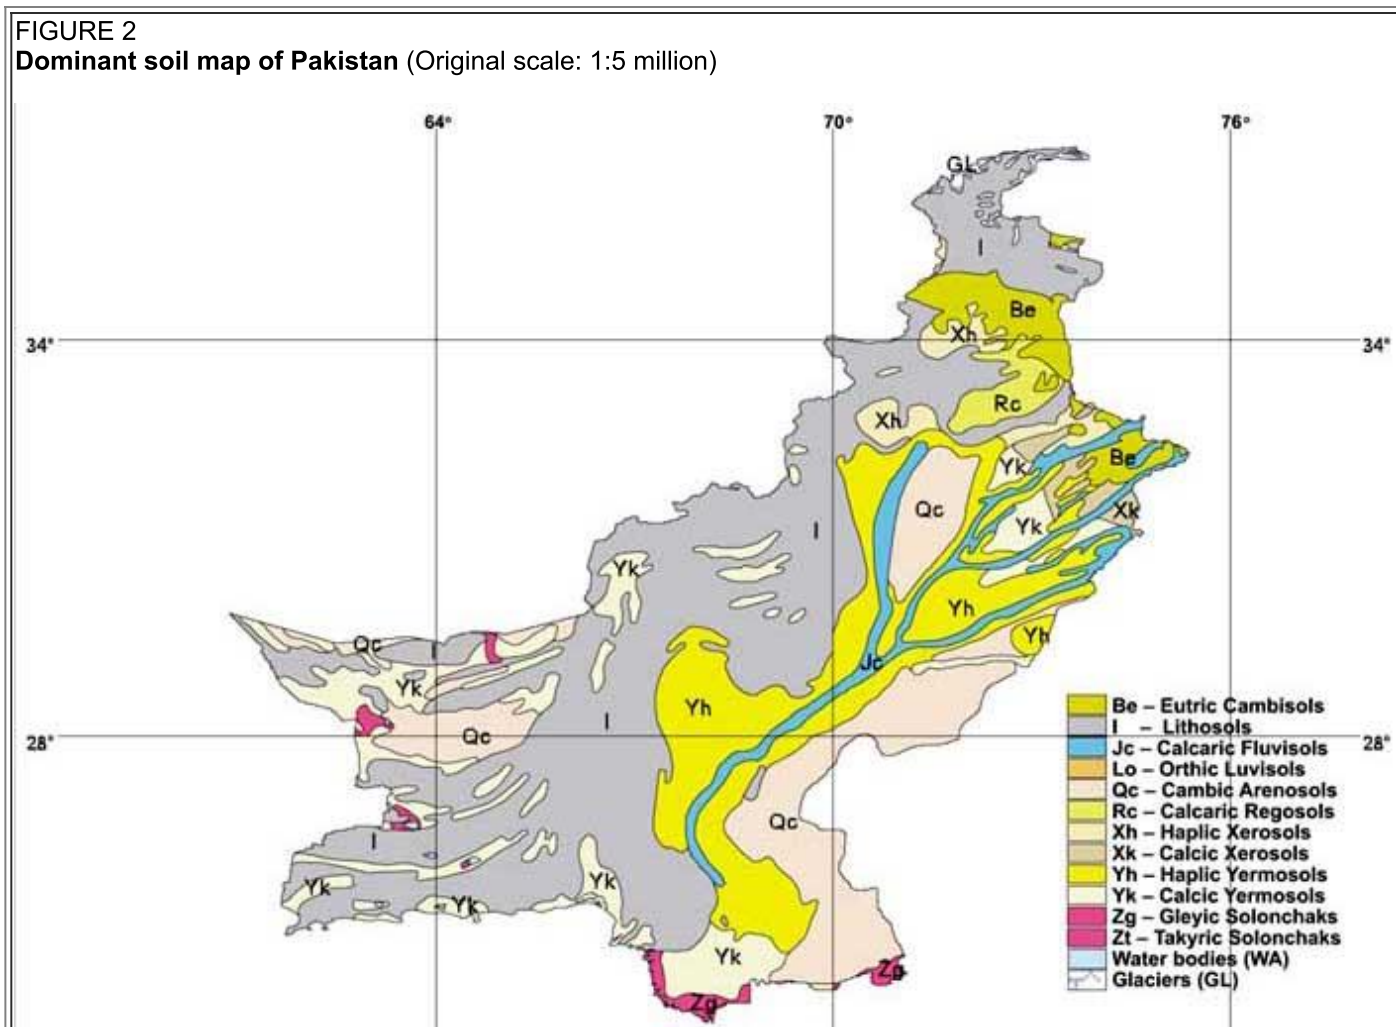 FIGURE 2
Dominant soil map of Pakistan (Original scale: 1:5 million)
64° 70° 76°
GL
I
Be
Xh
34° 34°
Rc
Xh
Yk Be
Qc Xk
Yk
I
Yk
Yh
Yh
Qc I
Jc
Yk
Yh
I
Qc
28° 28°
Qc
I
Yk
Yk
Yk
Yk
Zg
Zg
Be – Eutric Cambisols
I – Lithosols
Jc – Calcaric Fluvisols
Lo – Orthic Luvisols
Qc – Cambic Arenosols
Rc – Calcaric Regosols
Xh – Haplic Xerosols
Xk – Calcic Xerosols
Yh – Haplic Yermosols
Yk – Calcic Yermosols
Zg – Gleyic Solonchaks
Zt – Takyric Solonchaks
Water bodies (WA)
Glaciers (GL)